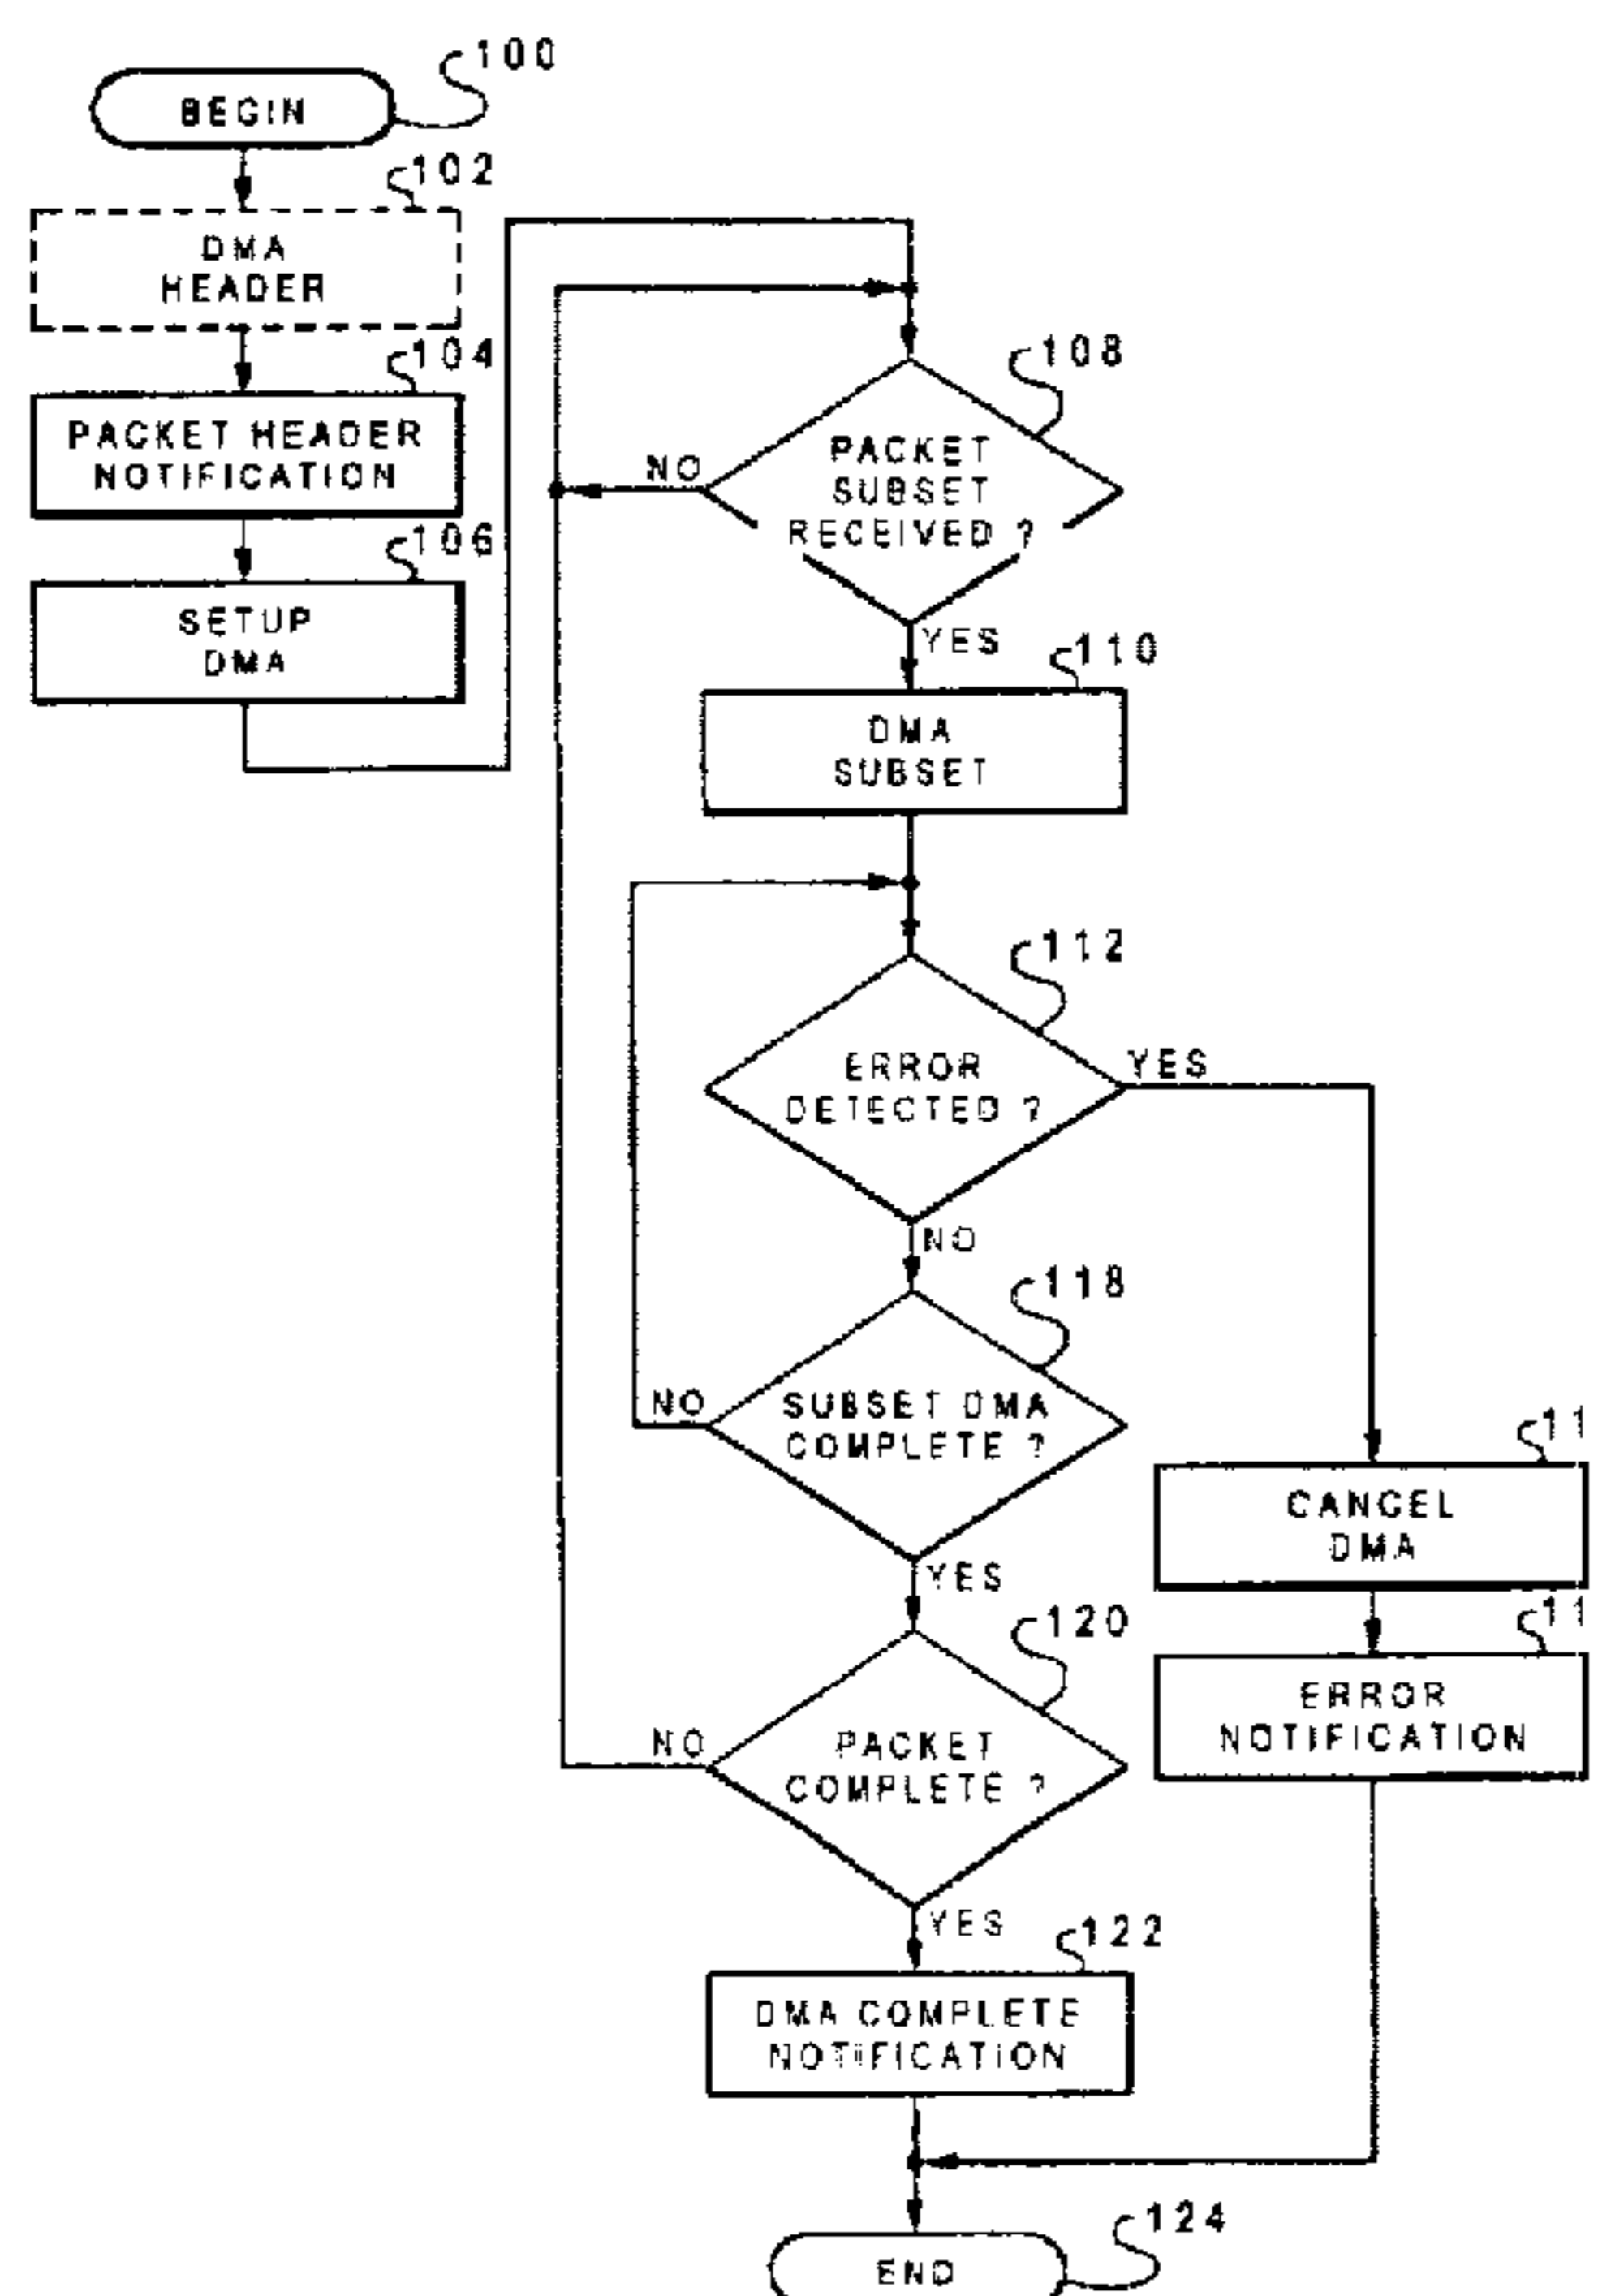 100
BEGIN
102
DMA
HEADER
104
PACKET HEADER
NOTIFICATION
106
SETUP
DMA
108
PACKET
SUBSET
RECEIVED ?
NO
YES
110
DMA
SUBSET
112
ERROR
DETECTED ?
YES
NO
118
SUBSET DMA
COMPLETE ?
NO
YES
11
CANCEL
DMA
11
ERROR
NOTIFICATION
120
PACKET
COMPLETE ?
NO
YES
122
DMA COMPLETE
NOTIFICATION
124
END